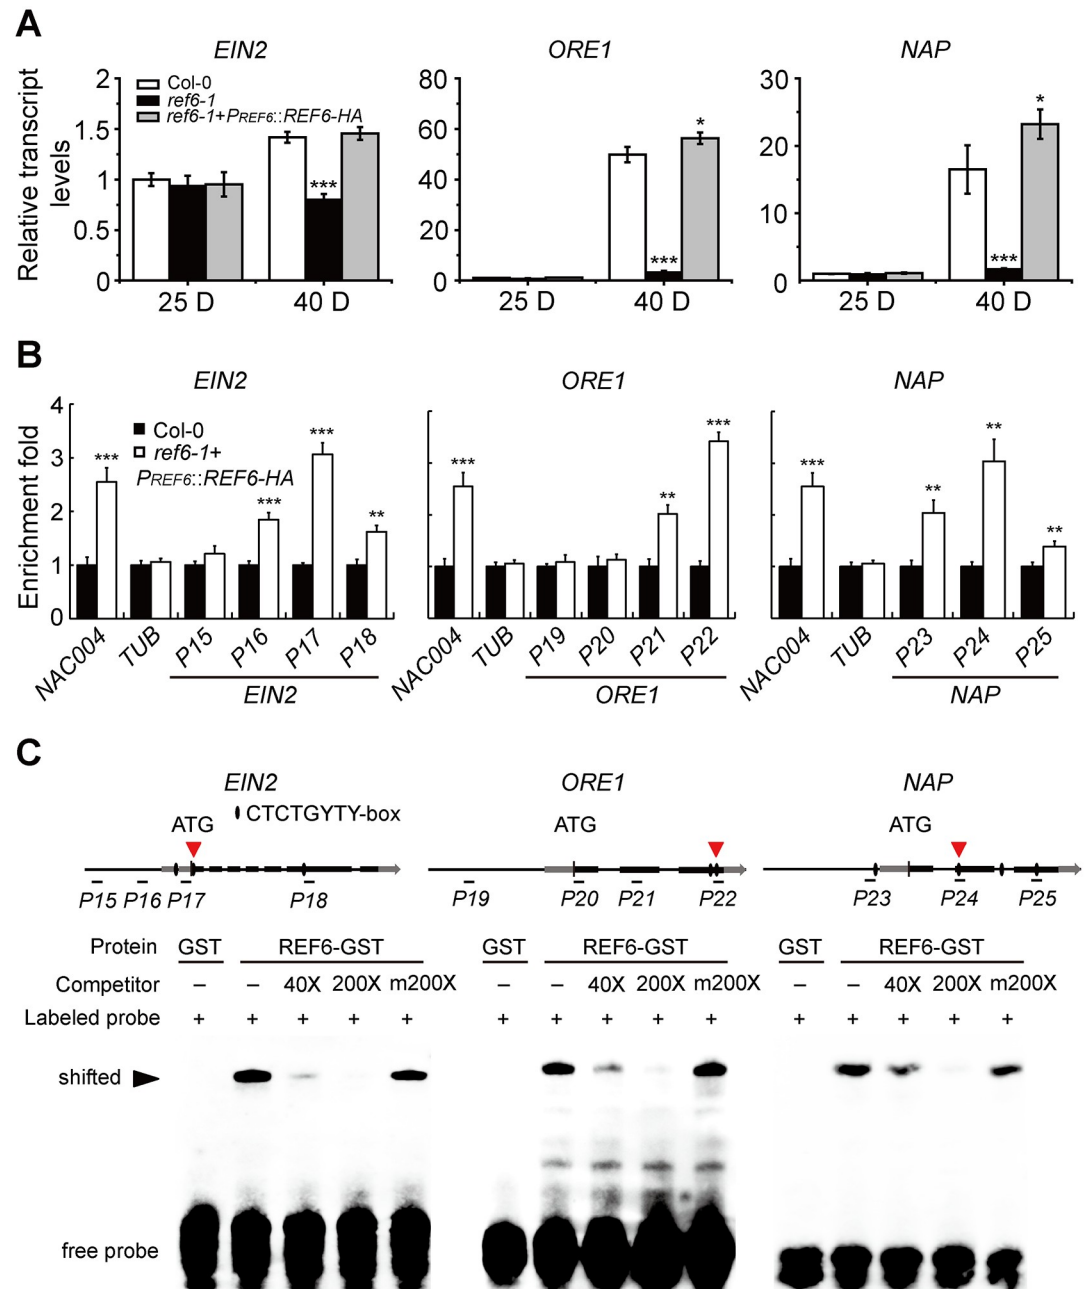 A
EIN2
ORE1
NAP
Relative transcript
levels
2
1.5
1
0.5
0
Col-0
ref6-1
ref6-1+PREF6::REF6-HA
***
25 D
40 D
80
60
40
20
0
***
*
25 D
40 D
30
20
10
0
***
*
25 D
40 D
B
EIN2
ORE1
NAP
Enrichment fold
4
3
2
1
0
Col-0
ref6-1+
PREF6::REF6-HA
***
***
***
**
***
**
***
***
**
**
**
NAC004
TUB
P15
P16
P17
P18
EIN2
NAC004
TUB
P19
P20
P21
P22
ORE1
NAC004
TUB
P23
P24
P25
NAP
C
EIN2
ORE1
NAP
CTCTGYTY-box
ATG
ATG
ATG
P15 P16 P17 P18
P19 P20 P21 P22
P23 P24 P25
Protein GST REF6-GST GST REF6-GST GST REF6-GST
Competitor – – 40X 200X m200X – – 40X 200X m200X – – 40X 200X m200X
Labeled probe + + + + + + + + + + + + + + +
shifted
free probe